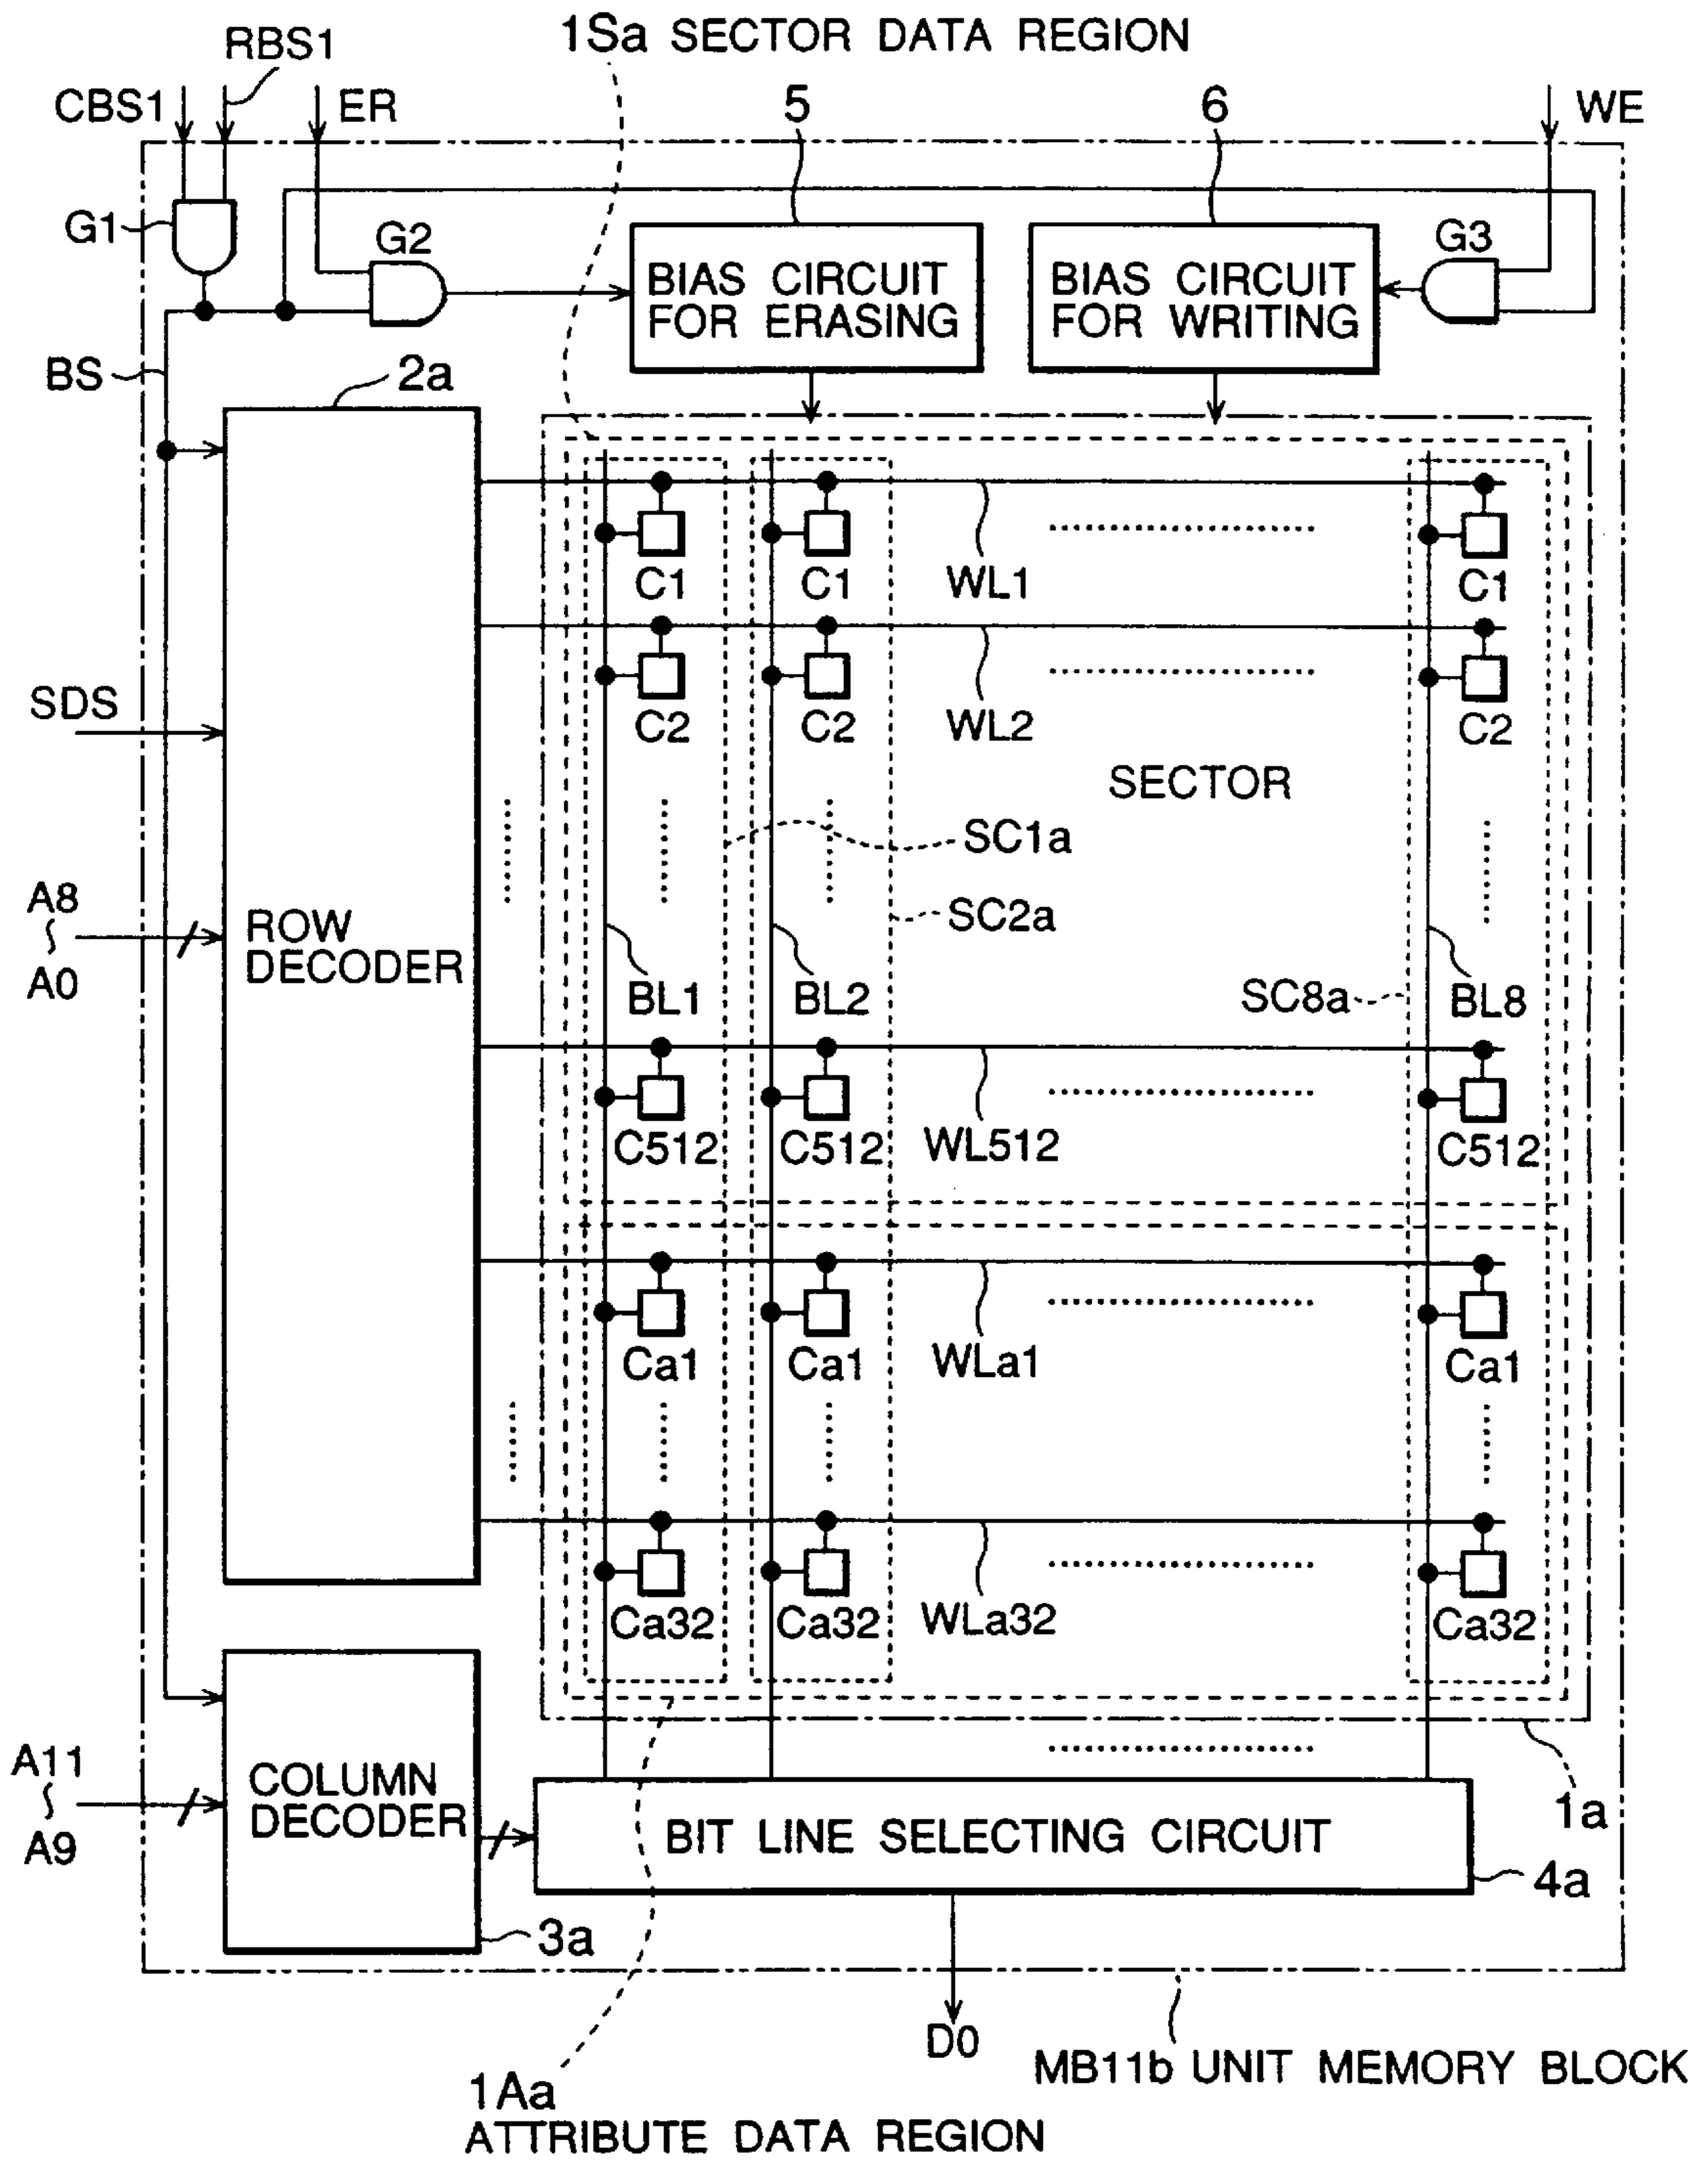 1Sa SECTOR DATA REGION
RBS1
CBS1
ER
5
6
WE
G1
G2
G3
BIAS CIRCUIT
FOR ERASING
BIAS CIRCUIT
FOR WRITING
BS
2a
C1
C1
WL1
C1
C2
C2
WL2
C2
SDS
SECTOR
SC1a
A8
A0
ROW
DECODER
SC2a
BL1
BL2
SC8a
BL8
C512
C512
WL512
C512
Ca1
Ca1
WLa1
Ca1
Ca32
Ca32
WLa32
Ca32
A11
A9
COLUMN
DECODER
1a
BIT LINE SELECTING CIRCUIT
4a
3a
D0
MB11b UNIT MEMORY BLOCK
1Aa
ATTRIBUTE DATA REGION